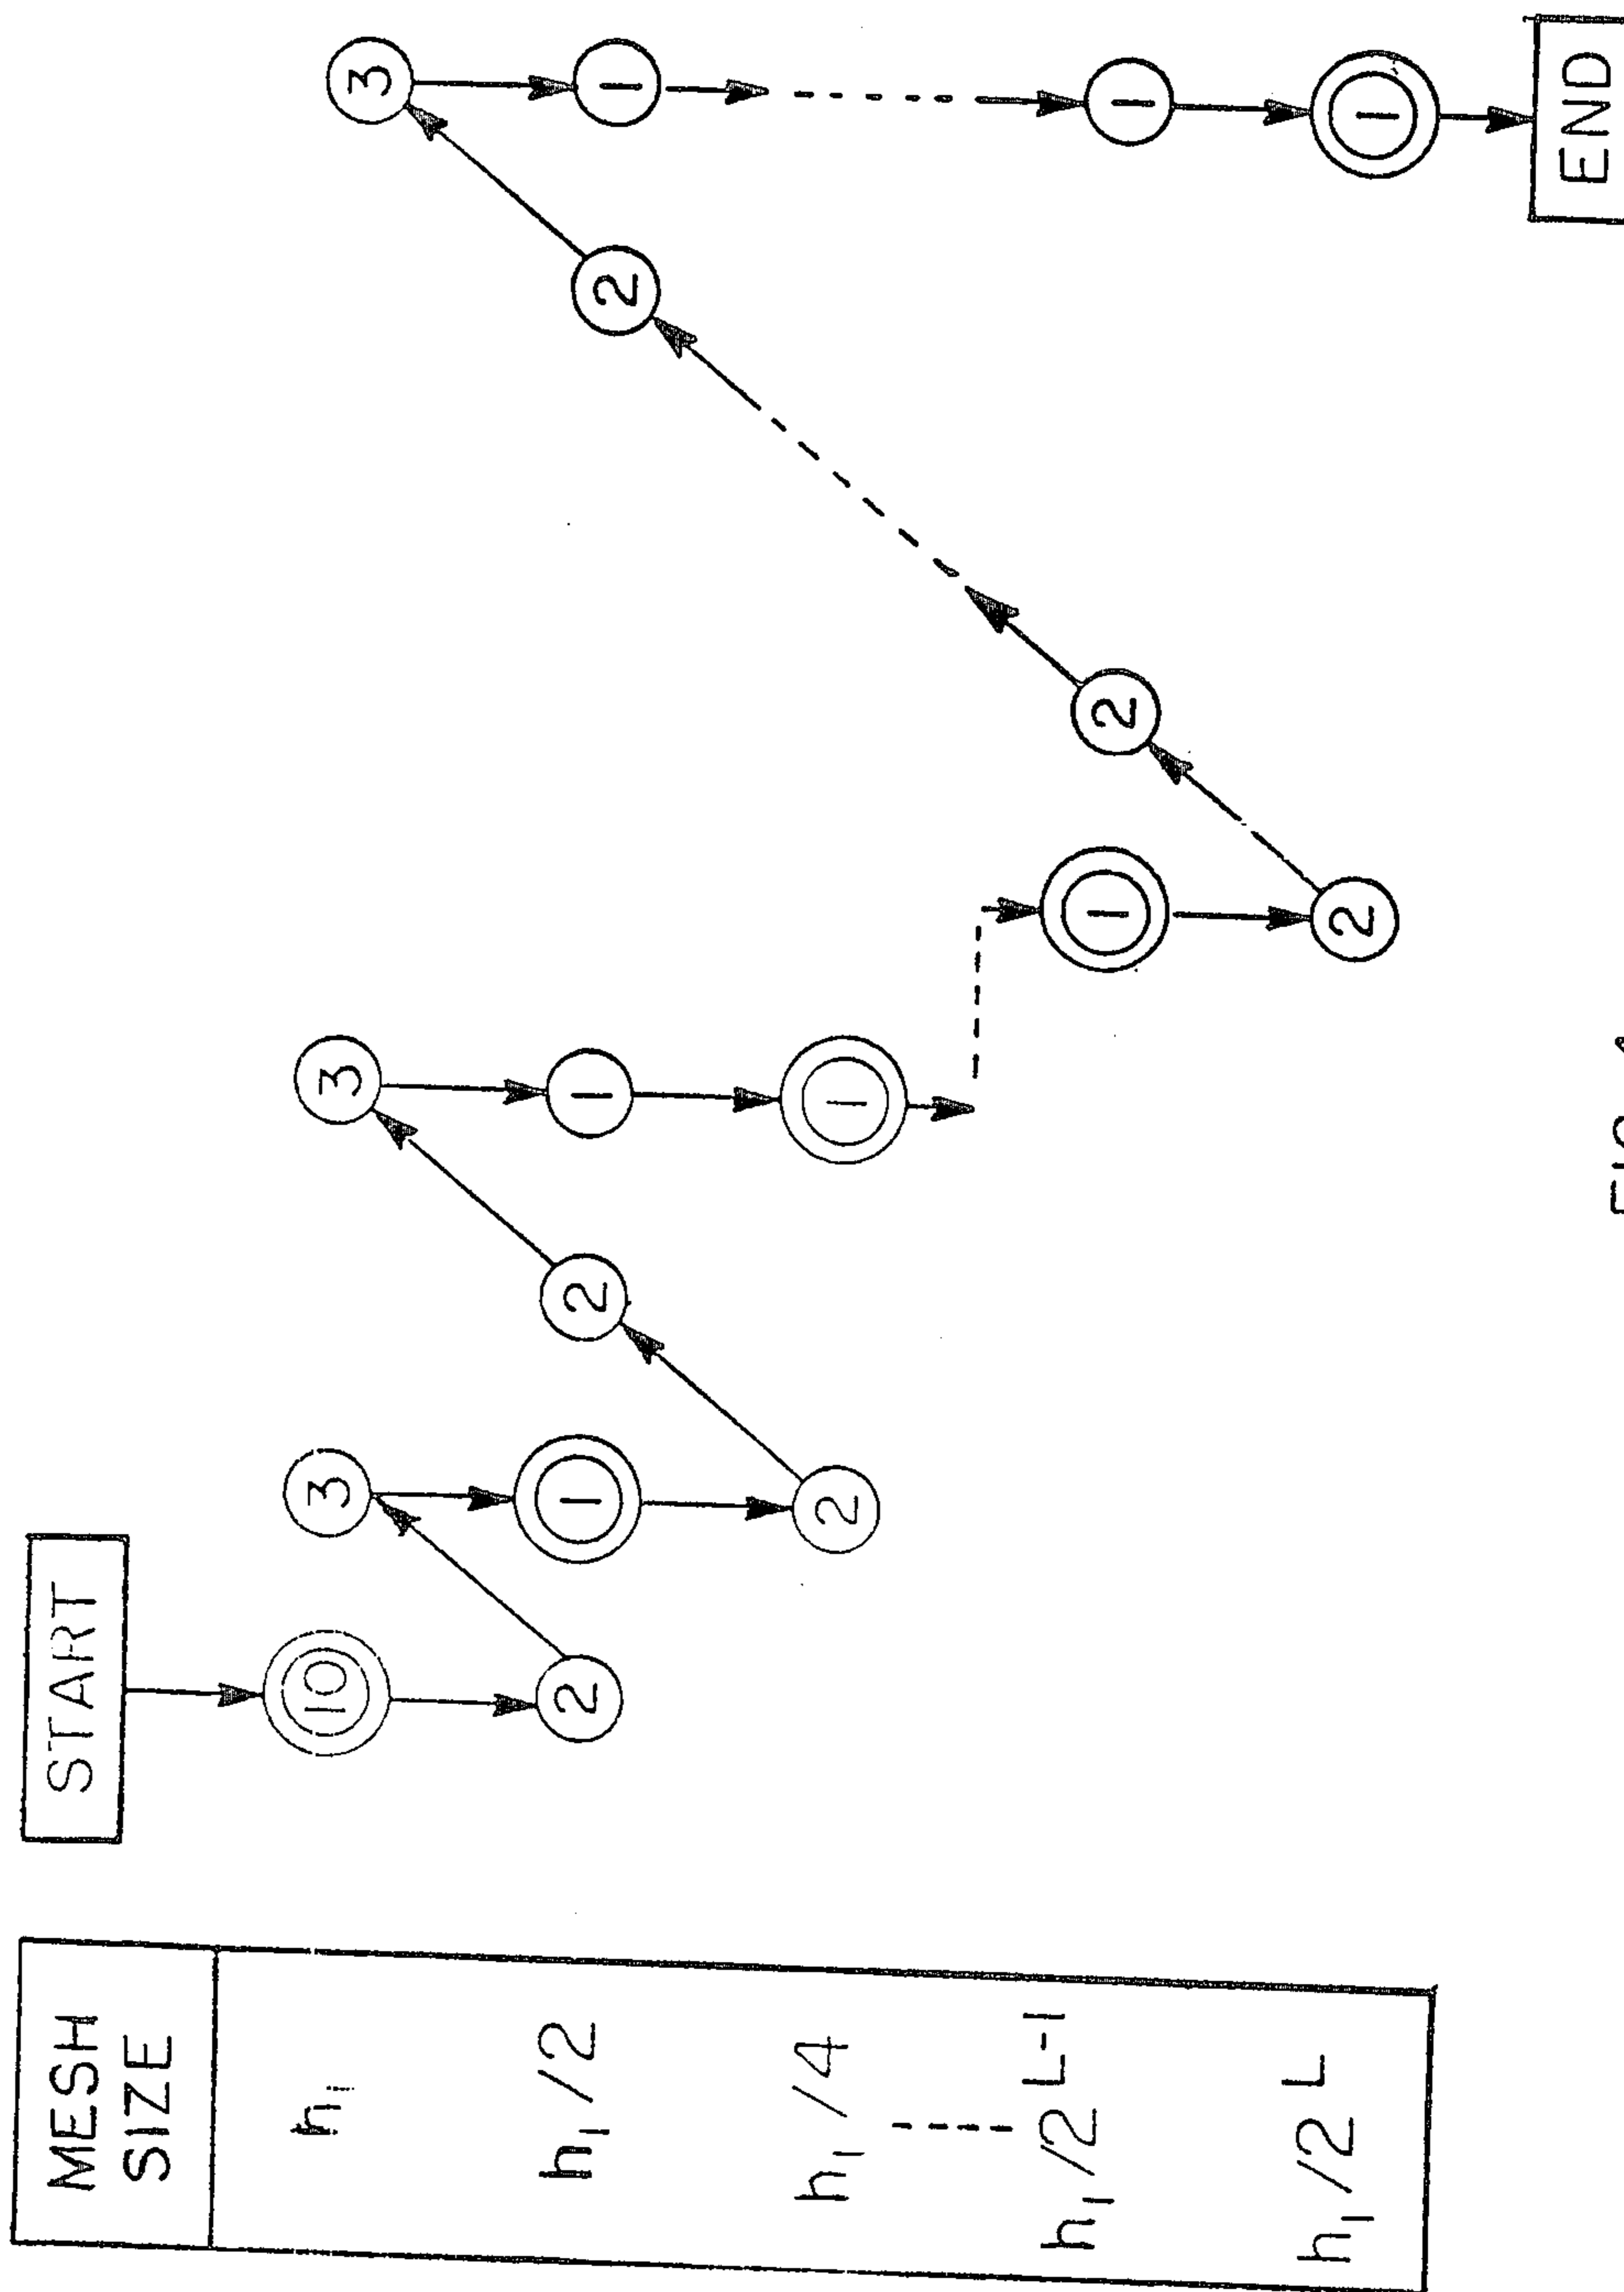 MESH SIZE
START
h₁ 10 3 3 3
h₁/2 2 1 2 1 2 1
h₁/4 2 1
h₁/2 L-1 1 2 1
h₁/2 L 2 1
END
FIG.